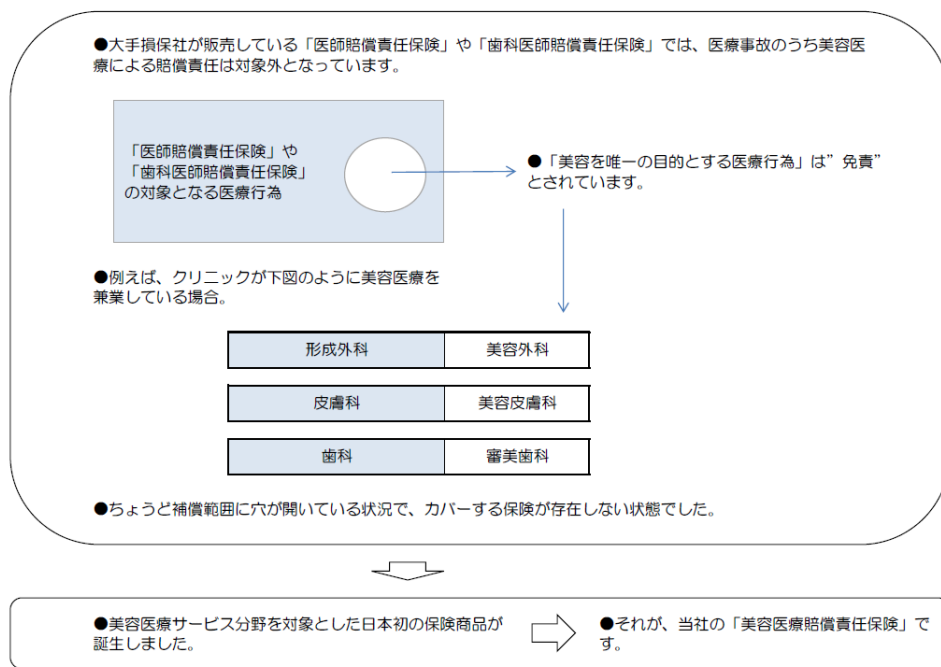 ●大手損保社が販売している「医師賠償責任保険」や「歯科医師賠償責任保険」では、医療事故のうち美容医
療による賠償責任は対象外となっています。
「医師賠償責任保険」や
「歯科医師賠償責任保険」
の対象となる医療行為
●「美容を唯一の目的とする医療行為」は”免責”
とされています。
●例えば、クリニックが下図のように美容医療を
兼業している場合。
形成外科 美容外科
皮膚科 美容皮膚科
歯科 審美歯科
●ちょうど補償範囲に穴が開いている状況で、カバーする保険が存在しない状態でした。
●美容医療サービス分野を対象とした日本初の保険商品が
誕生しました。
●それが、当社の「美容医療賠償責任保険」で
す。